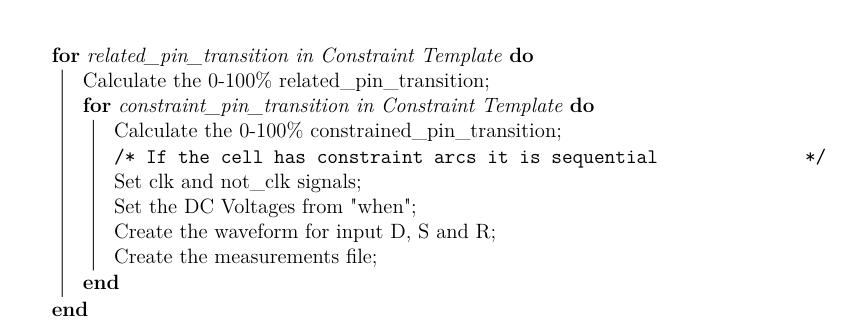 for related_pin_transition in Constraint Template do
Calculate the 0-100% related_pin_transition;
for constraint_pin_transition in Constraint Template do
Calculate the 0-100% constrained_pin_transition;
/* If the cell has constraint arcs it is sequential */
Set clk and not_clk signals;
Set the DC Voltages from "when";
Create the waveform for input D, S and R;
Create the measurements file;
end
end